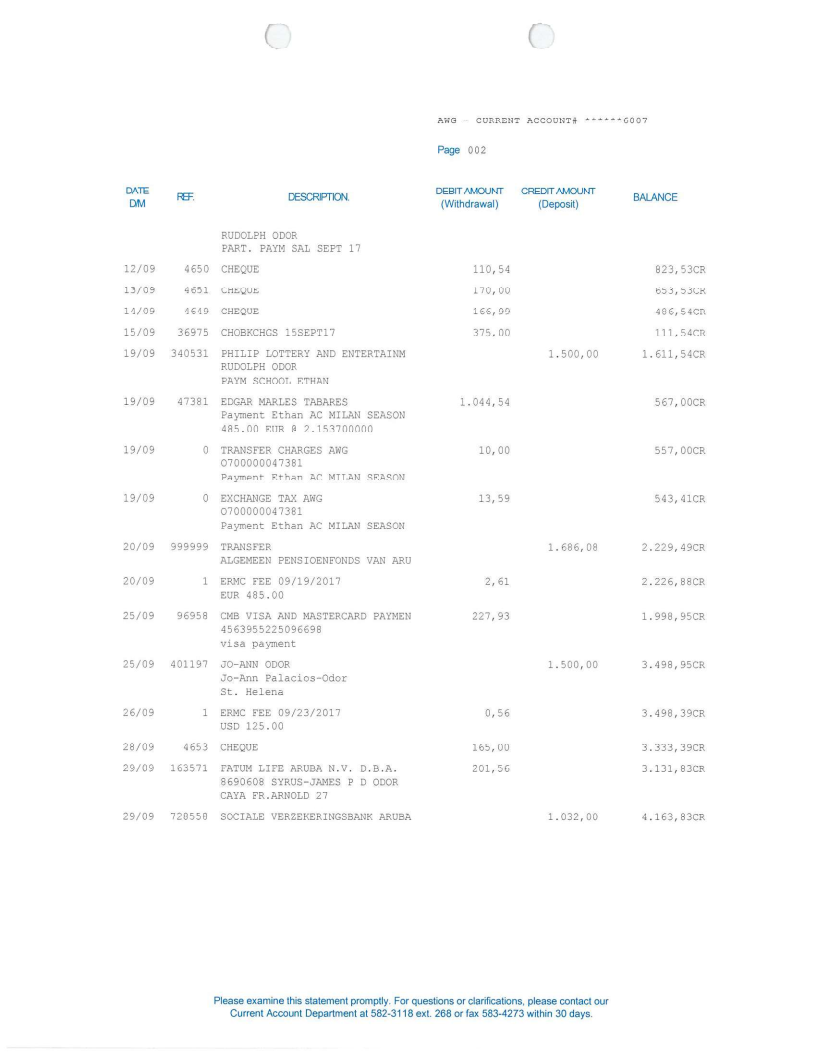 AWG - CURRENT ACCOUNT# ******6007
Page 002
DATE D/M REF. DESCRIPTION. DEBIT AMOUNT (Withdrawal) CREDIT AMOUNT (Deposit) BALANCE
RUDOLPH ODOR
PART. PAYM SAL SEPT 17
12/09 4650 CHEQUE 110,54 823,53CR
13/09 4651 CHEQUE 170,00 653,53CR
14/09 4649 CHEQUE 166,99 486,54CR
15/09 36975 CHOBKCHGS 15SEPT17 375,00 111,54CR
19/09 340531 PHILIP LOTTERY AND ENTERTAINM 1.500,00 1.611,54CR
RUDOLPH ODOR
PAYM SCHOOL ETHAN
19/09 47381 EDGAR MARLES TABARES 1.044,54 567,00CR
Payment Ethan AC MILAN SEASON
485.00 EUR @ 2.153700000
19/09 0 TRANSFER CHARGES AWG 10,00 557,00CR
O700000047381
Payment Ethan AC MILAN SEASON
19/09 0 EXCHANGE TAX AWG 13,59 543,41CR
O700000047381
Payment Ethan AC MILAN SEASON
20/09 999999 TRANSFER 1.686,08 2.229,49CR
ALGEMEEN PENSIOENFONDS VAN ARU
20/09 1 ERMC FEE 09/19/2017 2,61 2.226,88CR
EUR 485.00
25/09 96958 CMB VISA AND MASTERCARD PAYMEN 227,93 1.998,95CR
4563955225096698
visa payment
25/09 401197 JO-ANN ODOR 1.500,00 3.498,95CR
Jo-Ann Palacios-Odor
St. Helena
26/09 1 ERMC FEE 09/23/2017 0,56 3.498,39CR
USD 125.00
28/09 4653 CHEQUE 165,00 3.333,39CR
29/09 163571 FATUM LIFE ARUBA N.V. D.B.A. 201,56 3.131,83CR
8690608 SYRUS-JAMES P D ODOR
CAYA FR.ARNOLD 27
29/09 728558 SOCIALE VERZEKERINGSBANK ARUBA 1.032,00 4.163,83CR
Please examine this statement promptly. For questions or clarifications, please contact our
Current Account Department at 582-3118 ext. 268 or fax 583-4273 within 30 days.